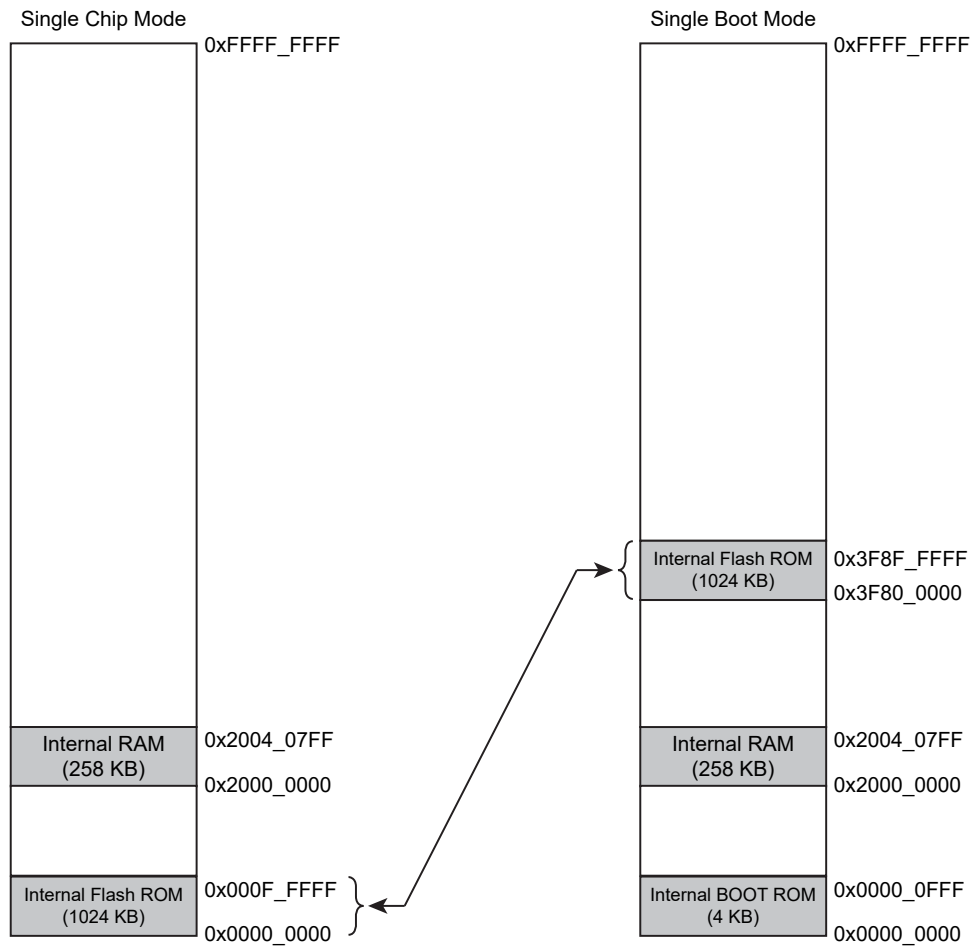 Single Chip Mode
0xFFFF_FFFF
Internal RAM
(258 KB)
0x2004_07FF
0x2000_0000
Internal Flash ROM
(1024 KB)
0x000F_FFFF
0x0000_0000
Single Boot Mode
0xFFFF_FFFF
Internal Flash ROM
(1024 KB)
0x3F8F_FFFF
0x3F80_0000
Internal RAM
(258 KB)
0x2004_07FF
0x2000_0000
Internal BOOT ROM
(4 KB)
0x0000_0FFF
0x0000_0000